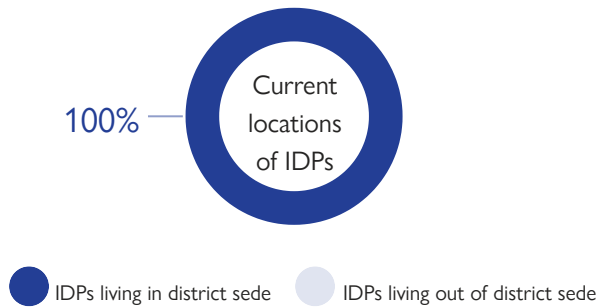 Current
locations
of IDPs
100%
IDPs living in district sede
IDPs living out of district sede